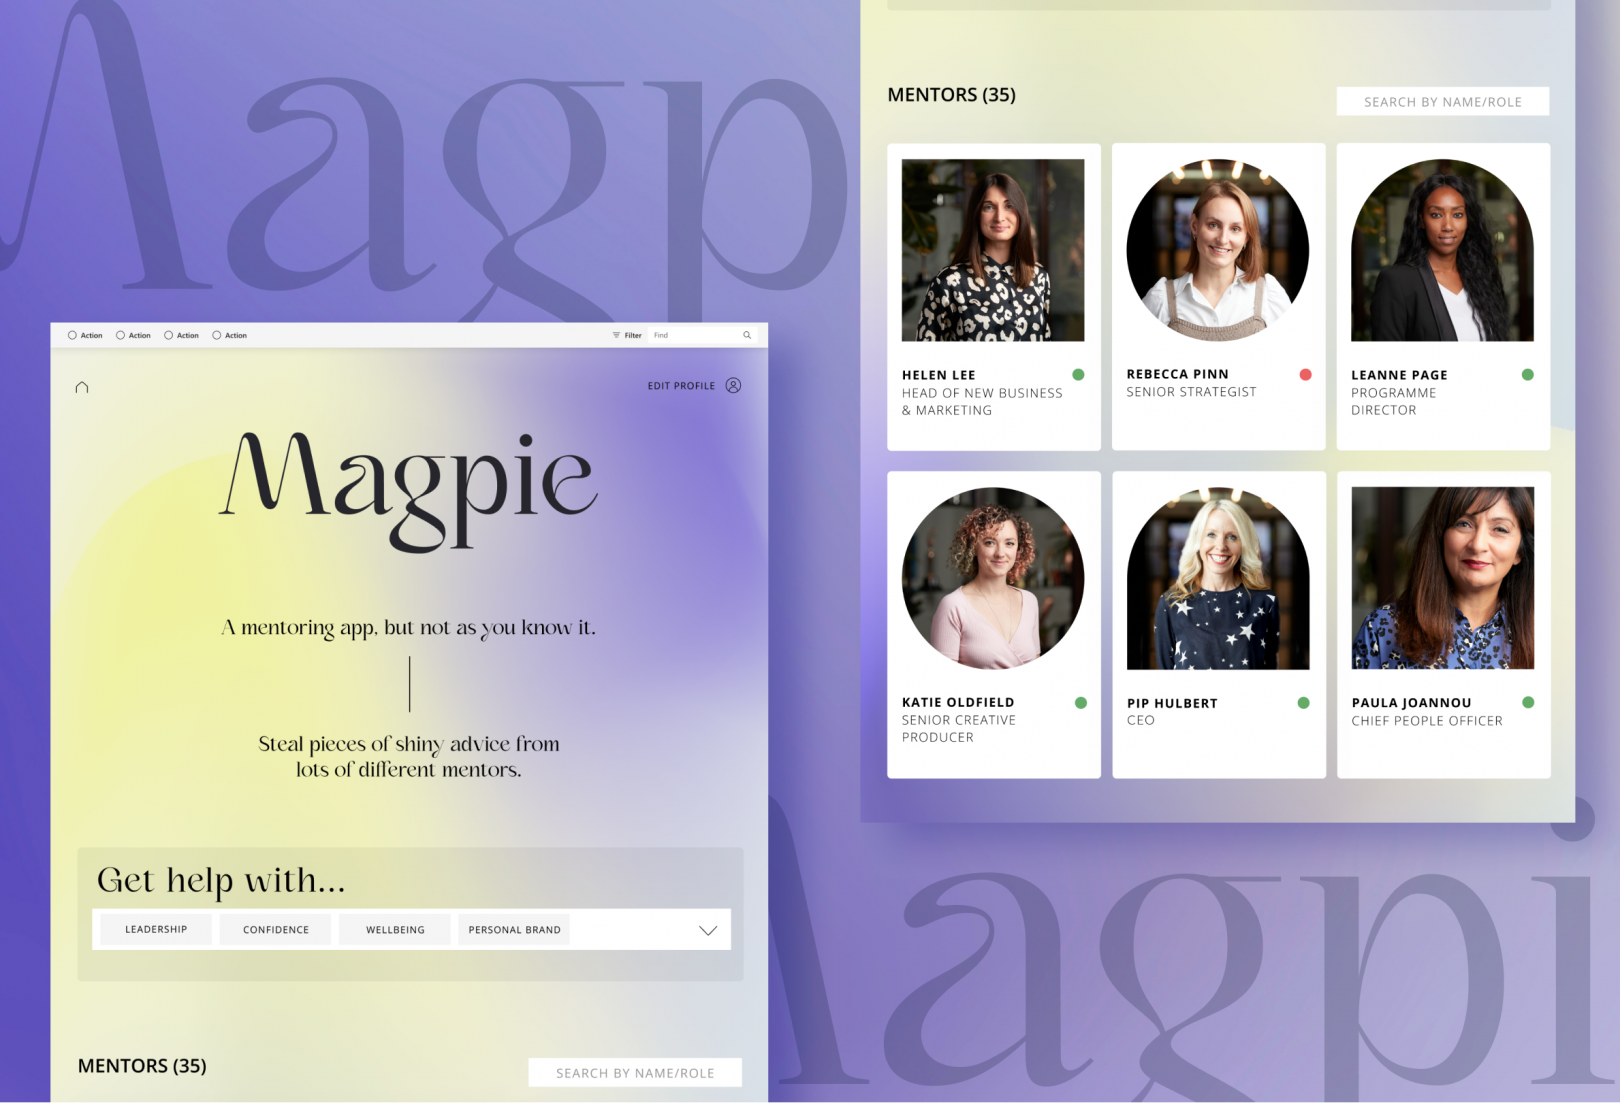 Magp
Action Action Action Action
Filter Find
EDIT PROFILE
Magpie
A mentoring app, but not as you know it.
Steal pieces of shiny advice from
lots of different mentors.
Get help with...
LEADERSHIP CONFIDENCE WELLBEING PERSONAL BRAND
MENTORS (35)
SEARCH BY NAME/ROLE
MENTORS (35)
SEARCH BY NAME/ROLE
HELEN LEE
HEAD OF NEW BUSINESS
& MARKETING
REBECCA PINN
SENIOR STRATEGIST
LEANNE PAGE
PROGRAMME
DIRECTOR
KATIE OLDFIELD
SENIOR CREATIVE
PRODUCER
PIP HULBERT
CEO
PAULA JOANNOU
CHIEF PEOPLE OFFICER
Magpi